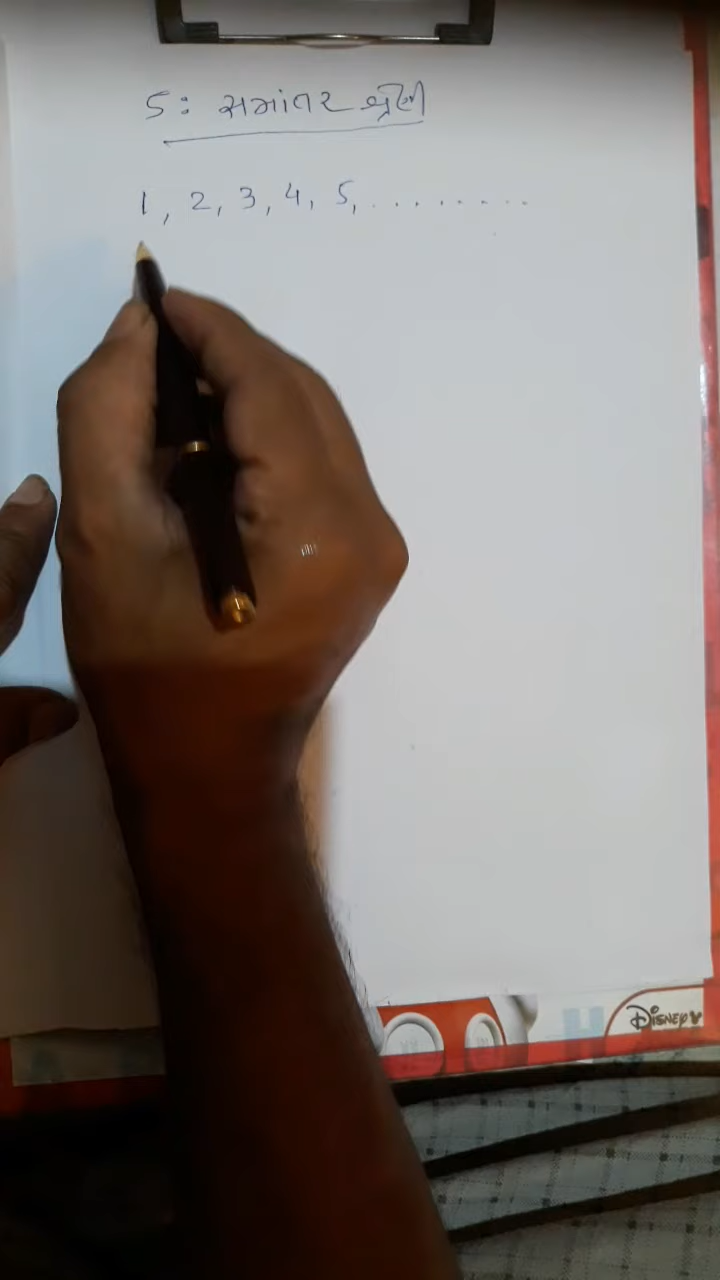 5: સમાંતર શ્રેણી
1, 2, 3, 4, 5, .........
DISNEY